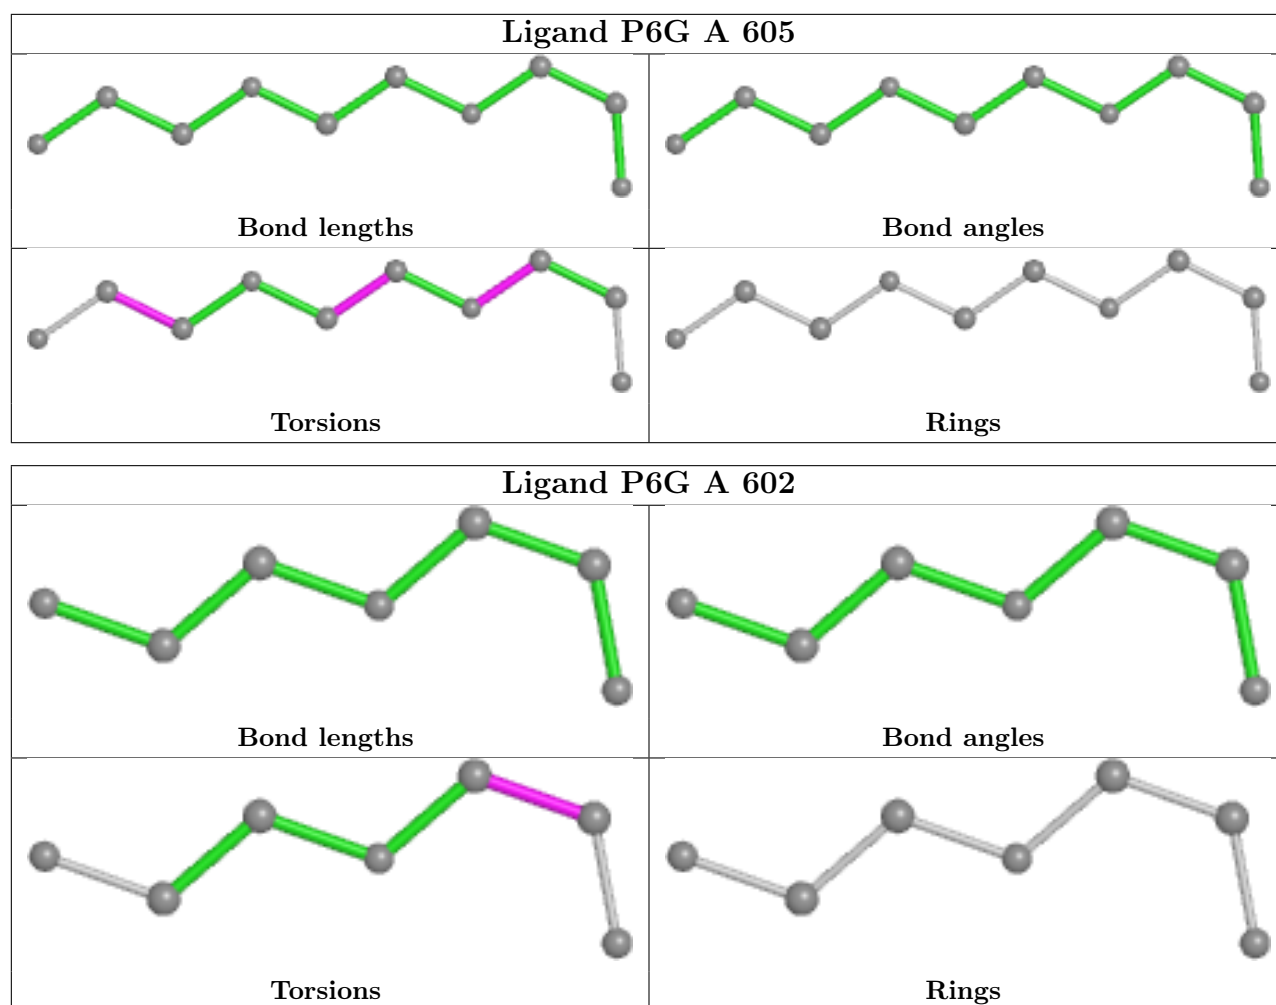 Ligand P6G A 605
Bond lengths Bond angles
Torsions Rings
Ligand P6G A 602
Bond lengths Bond angles
Torsions Rings